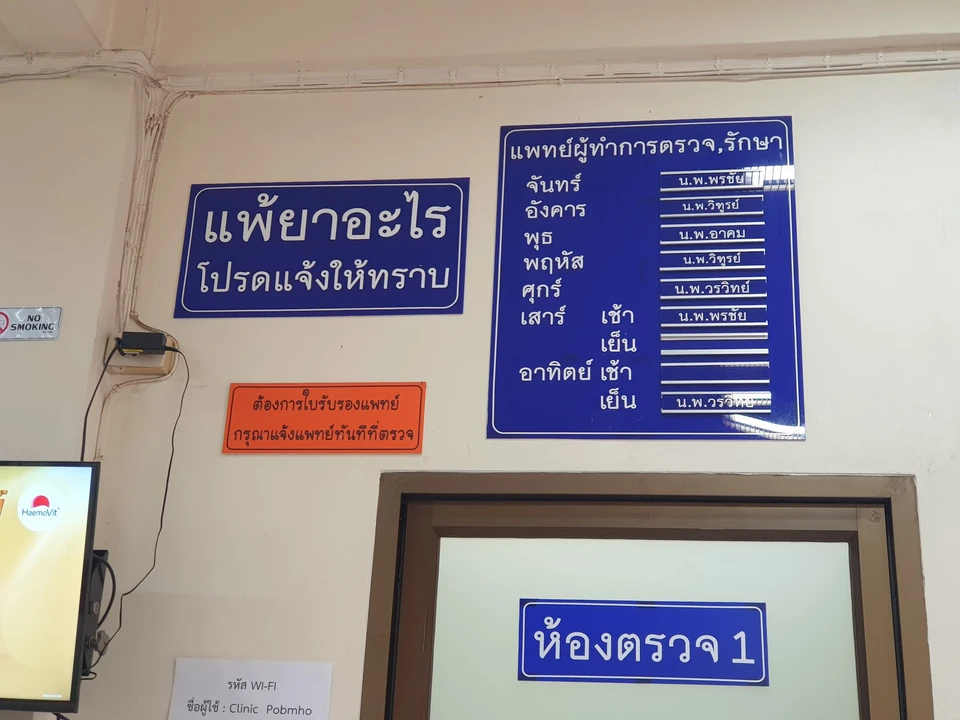 แพ้ยาอะไร
โปรดแจ้งให้ทราบ
แพทย์ผู้ทำการตรวจ,รักษา
จันทร์ น.พ.พรชัย
อังคาร น.พ.วิฑูรย์
พุธ น.พ.อาคม
พฤหัส น.พ.วิฑูรย์
ศุกร์ น.พ.วรวิทย์
เสาร์ เช้า น.พ.พรชัย
เย็น
อาทิตย์ เช้า
เย็น น.พ.วรวิทย์
NO
SMOKING
ต้องการใบรับรองแพทย์
กรุณาแจ้งแพทย์ทันทีที่ตรวจ
HaemoVit
ห้องตรวจ 1
รหัส WI-FI
ชื่อผู้ใช้ : Clinic Pobmho